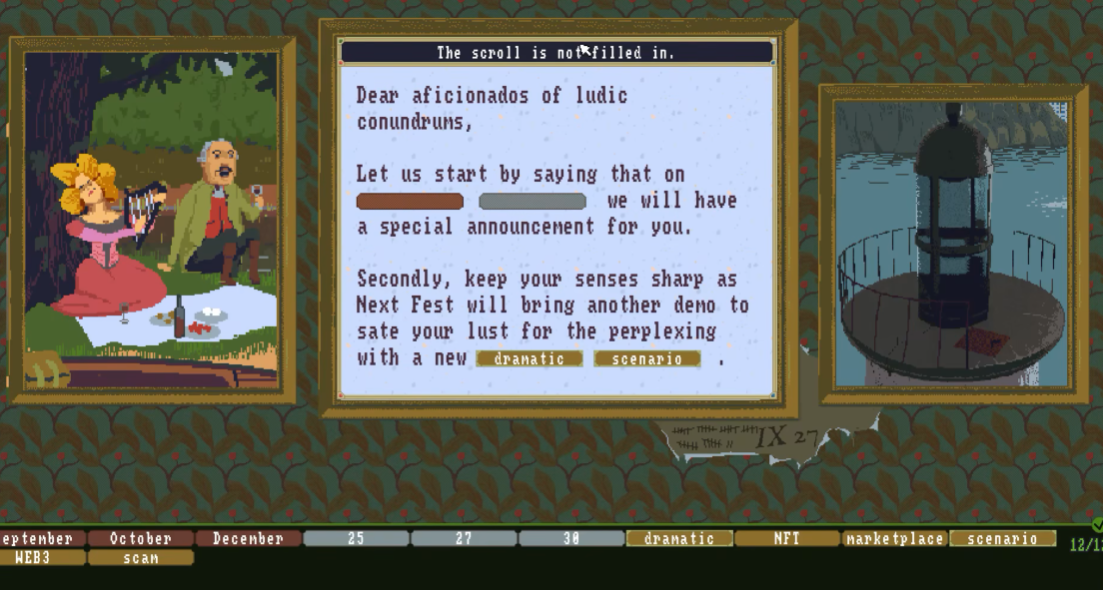 The scroll is not filled in.
Dear aficionados of ludic
conundrums,
Let us start by saying that on
we will have
a special announcement for you.
Secondly, keep your senses sharp as
Next Fest will bring another demo to
sate your lust for the perplexing
with a new dramatic scenario .
IX 27
eptember October December 25 27 30 dramatic NFT marketplace scenario
WEB3 scam
12/1